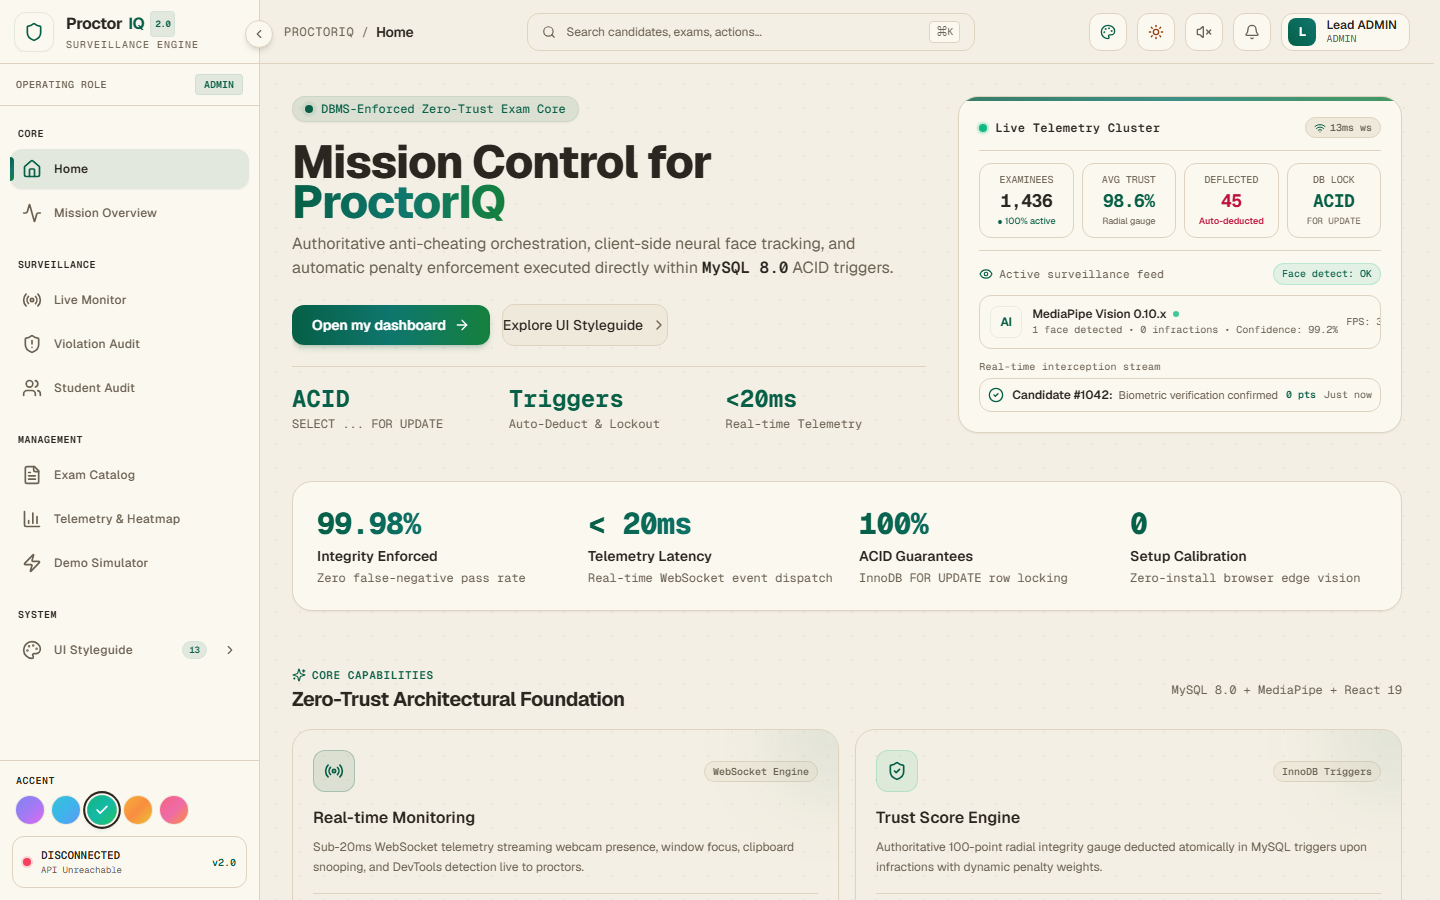 Proctor IQ 2.0
SURVEILLANCE ENGINE
OPERATING ROLE
ADMIN
CORE
Home
Mission Overview
SURVEILLANCE
Live Monitor
Violation Audit
Student Audit
MANAGEMENT
Exam Catalog
Telemetry & Heatmap
Demo Simulator
SYSTEM
UI Styleguide 13
ACCENT
DISCONNECTED
API Unreachable
v2.0
PROCTORIQ / Home
Search candidates, exams, actions...
⌘K
L
Lead ADMIN
ADMIN
DBMS-Enforced Zero-Trust Exam Core
Mission Control for
ProctorIQ
Authoritative anti-cheating orchestration, client-side neural face tracking, and
automatic penalty enforcement executed directly within MySQL 8.0 ACID triggers.
Open my dashboard
Explore UI Styleguide
ACID
SELECT ... FOR UPDATE
Triggers
Auto-Deduct & Lockout
<20ms
Real-time Telemetry
Live Telemetry Cluster
13ms ws
EXAMINEES
1,436
● 100% active
AVG TRUST
98.6%
Radial gauge
DEFLECTED
45
Auto-deducted
DB LOCK
ACID
FOR UPDATE
Active surveillance feed
Face detect: OK
AI
MediaPipe Vision 0.10.x
1 face detected • 0 infractions • Confidence: 99.2%
FPS:
Real-time interception stream
Candidate #1042: Biometric verification confirmed 0 pts Just now
99.98%
Integrity Enforced
Zero false-negative pass rate
< 20ms
Telemetry Latency
Real-time WebSocket event dispatch
100%
ACID Guarantees
InnoDB FOR UPDATE row locking
0
Setup Calibration
Zero-install browser edge vision
CORE CAPABILITIES
Zero-Trust Architectural Foundation
MySQL 8.0 + MediaPipe + React 19
WebSocket Engine
Real-time Monitoring
Sub-20ms WebSocket telemetry streaming webcam presence, window focus, clipboard
snooping, and DevTools detection live to proctors.
InnoDB Triggers
Trust Score Engine
Authoritative 100-point radial integrity gauge deducted atomically in MySQL triggers upon
infractions with dynamic penalty weights.